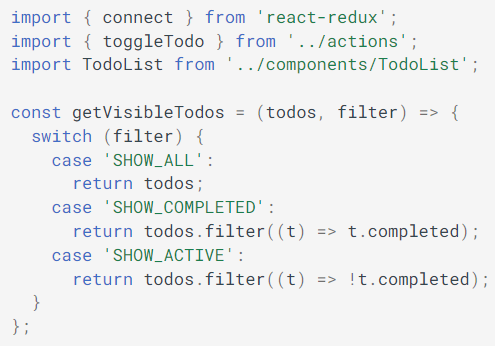 import { connect } from 'react-redux';
import { toggleTodo } from '../actions';
import TodoList from '../components/TodoList';

const getVisibleTodos = (todos, filter) => {
  switch (filter) {
    case 'SHOW_ALL':
      return todos;
    case 'SHOW_COMPLETED':
      return todos.filter((t) => t.completed);
    case 'SHOW_ACTIVE':
      return todos.filter((t) => !t.completed);
  }
};